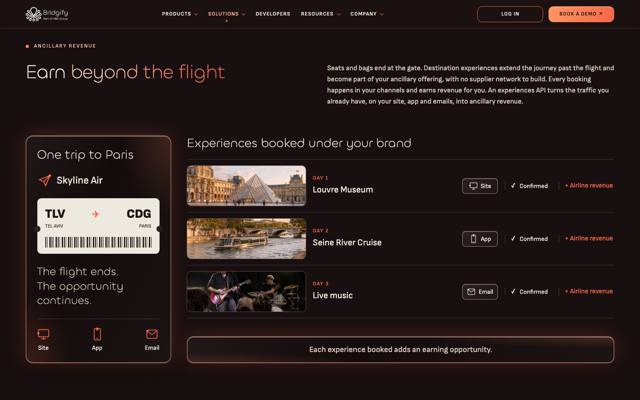 Bridgify
PRODUCTS
SOLUTIONS
DEVELOPERS
RESOURCES
COMPANY
LOG IN
BOOK A DEMO ↗
ANCILLARY REVENUE
Earn beyond the flight
Seats and bags end at the gate. Destination experiences extend the journey past the flight and
become part of your ancillary offering, with no supplier network to build. Every booking
happens in your channels and earns revenue for you. An experiences API turns the traffic you
already have, on your site, app and emails, into ancillary revenue.
One trip to Paris
Skyline Air
TLV CDG
TEL AVIV PARIS
The flight ends.
The opportunity
continues.
Site App Email
Experiences booked under your brand
DAY 1
Louvre Museum
Site ✓ Confirmed + Airline revenue
DAY 2
Seine River Cruise
App ✓ Confirmed + Airline revenue
DAY 3
Live music
Email ✓ Confirmed + Airline revenue
Each experience booked adds an earning opportunity.